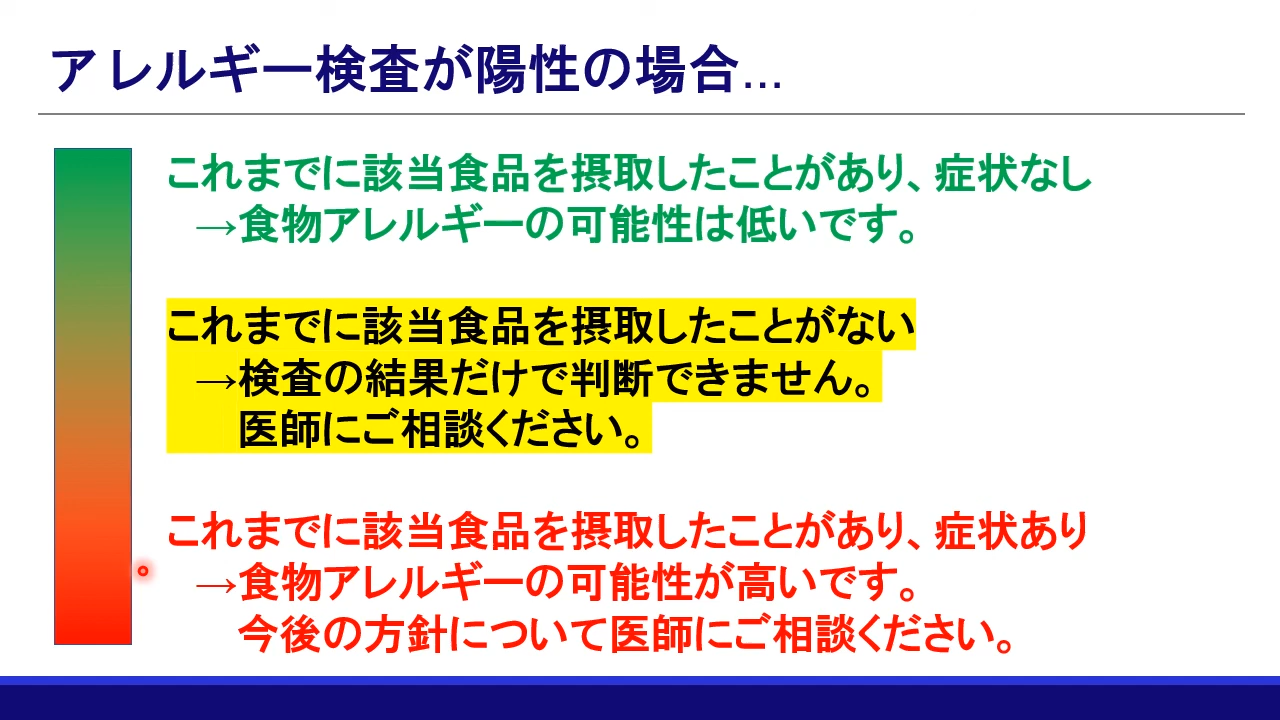 アレルギー検査が陽性の場合...
これまでに該当食品を摂取したことがあり、症状なし
→食物アレルギーの可能性は低いです。
これまでに該当食品を摂取したことがない
→検査の結果だけで判断できません。
医師にご相談ください。
これまでに該当食品を摂取したことがあり、症状あり
→食物アレルギーの可能性が高いです。
今後の方針について医師にご相談ください。